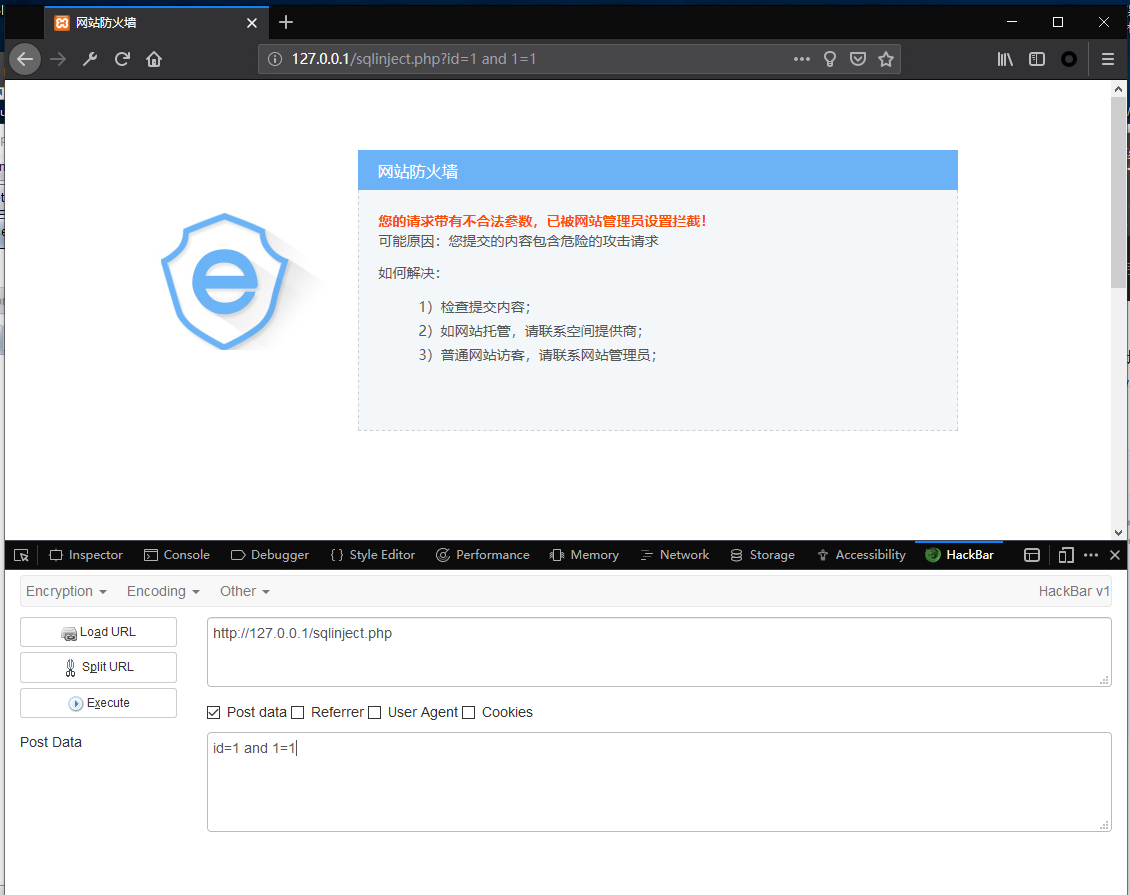 网站防火墙
127.0.0.1/sqlinject.php?id=1 and 1=1
网站防火墙
您的请求带有不合法参数，已被网站管理员设置拦截！
可能原因：您提交的内容包含危险的攻击请求
如何解决：
1）检查提交内容；
2）如网站托管，请联系空间提供商；
3）普通网站访客，请联系网站管理员；
Inspector Console Debugger {} Style Editor Performance Memory Network Storage Accessibility HackBar
Encryption Encoding Other HackBar v1
Load URL http://127.0.0.1/sqlinject.php
Split URL
Execute
Post data Referrer User Agent Cookies
Post Data id=1 and 1=1